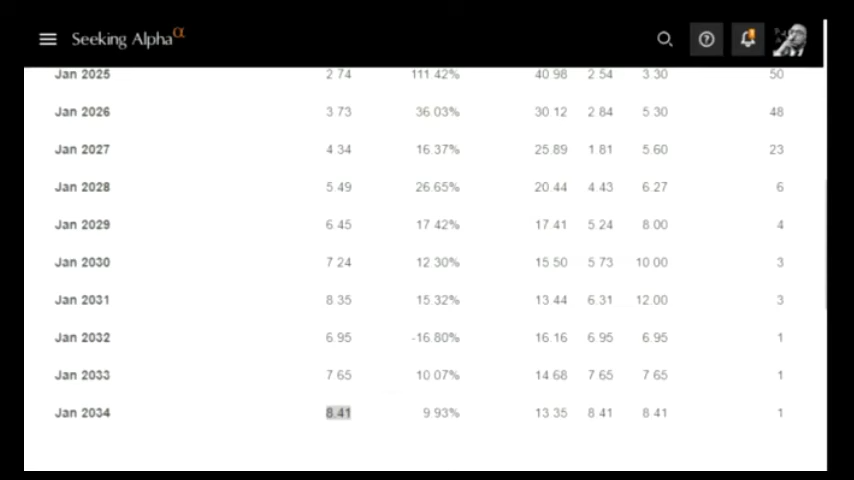 Seeking Alpha α
Jan 2025 2.74 111.42% 40.98 2.54 3.30 50
Jan 2026 3.73 36.03% 30.12 2.84 5.30 48
Jan 2027 4.34 16.37% 25.89 1.81 5.60 23
Jan 2028 5.49 26.65% 20.44 4.43 6.27 6
Jan 2029 6.45 17.42% 17.41 5.24 8.00 4
Jan 2030 7.24 12.30% 15.50 5.73 10.00 3
Jan 2031 8.35 15.32% 13.44 6.31 12.00 3
Jan 2032 6.95 -16.80% 16.16 6.95 6.95 1
Jan 2033 7.65 10.07% 14.68 7.65 7.65 1
Jan 2034 8.41 9.93% 13.35 8.41 8.41 1